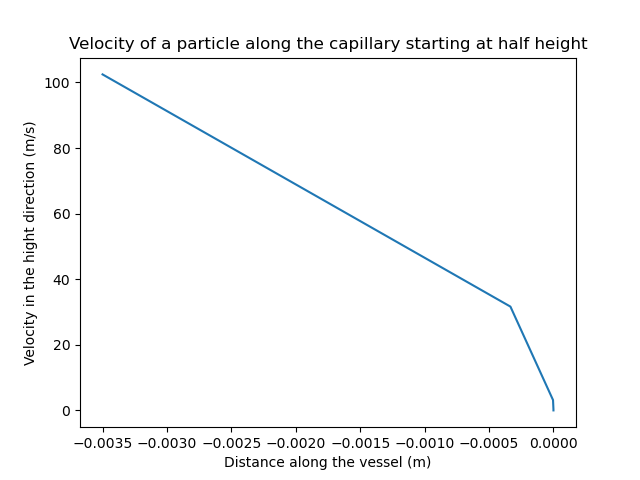 Velocity of a particle along the capillary starting at half height
Velocity in the hight direction (m/s)
100
80
60
40
20
0
−0.0035 −0.0030 −0.0025 −0.0020 −0.0015 −0.0010 −0.0005 0.0000
Distance along the vessel (m)